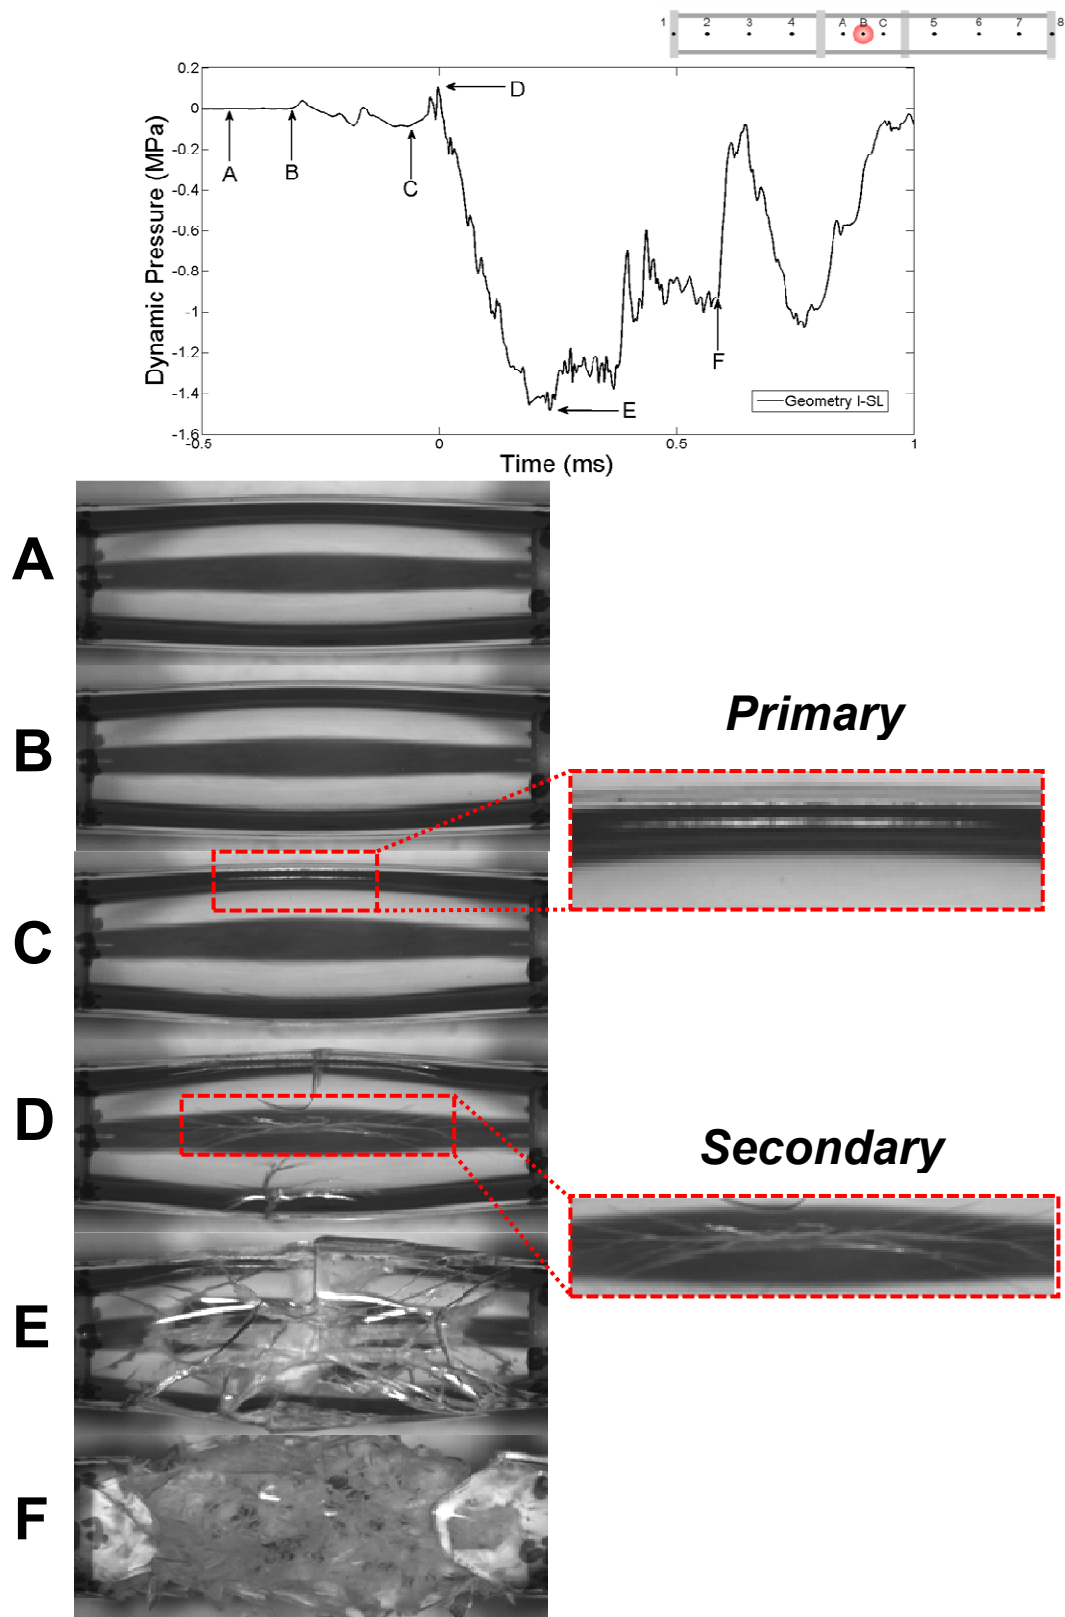 1 2 3 4 A B C 5 6 7 8
0.2
0
-0.2
-0.4
-0.6
-0.8
-1
-1.2
-1.4
-1.6
Dynamic Pressure (MPa)
A
B
C
D
E
F
Geometry I-SL
-0.5 0 0.5 1
Time (ms)
A
B
Primary
C
D
Secondary
E
F